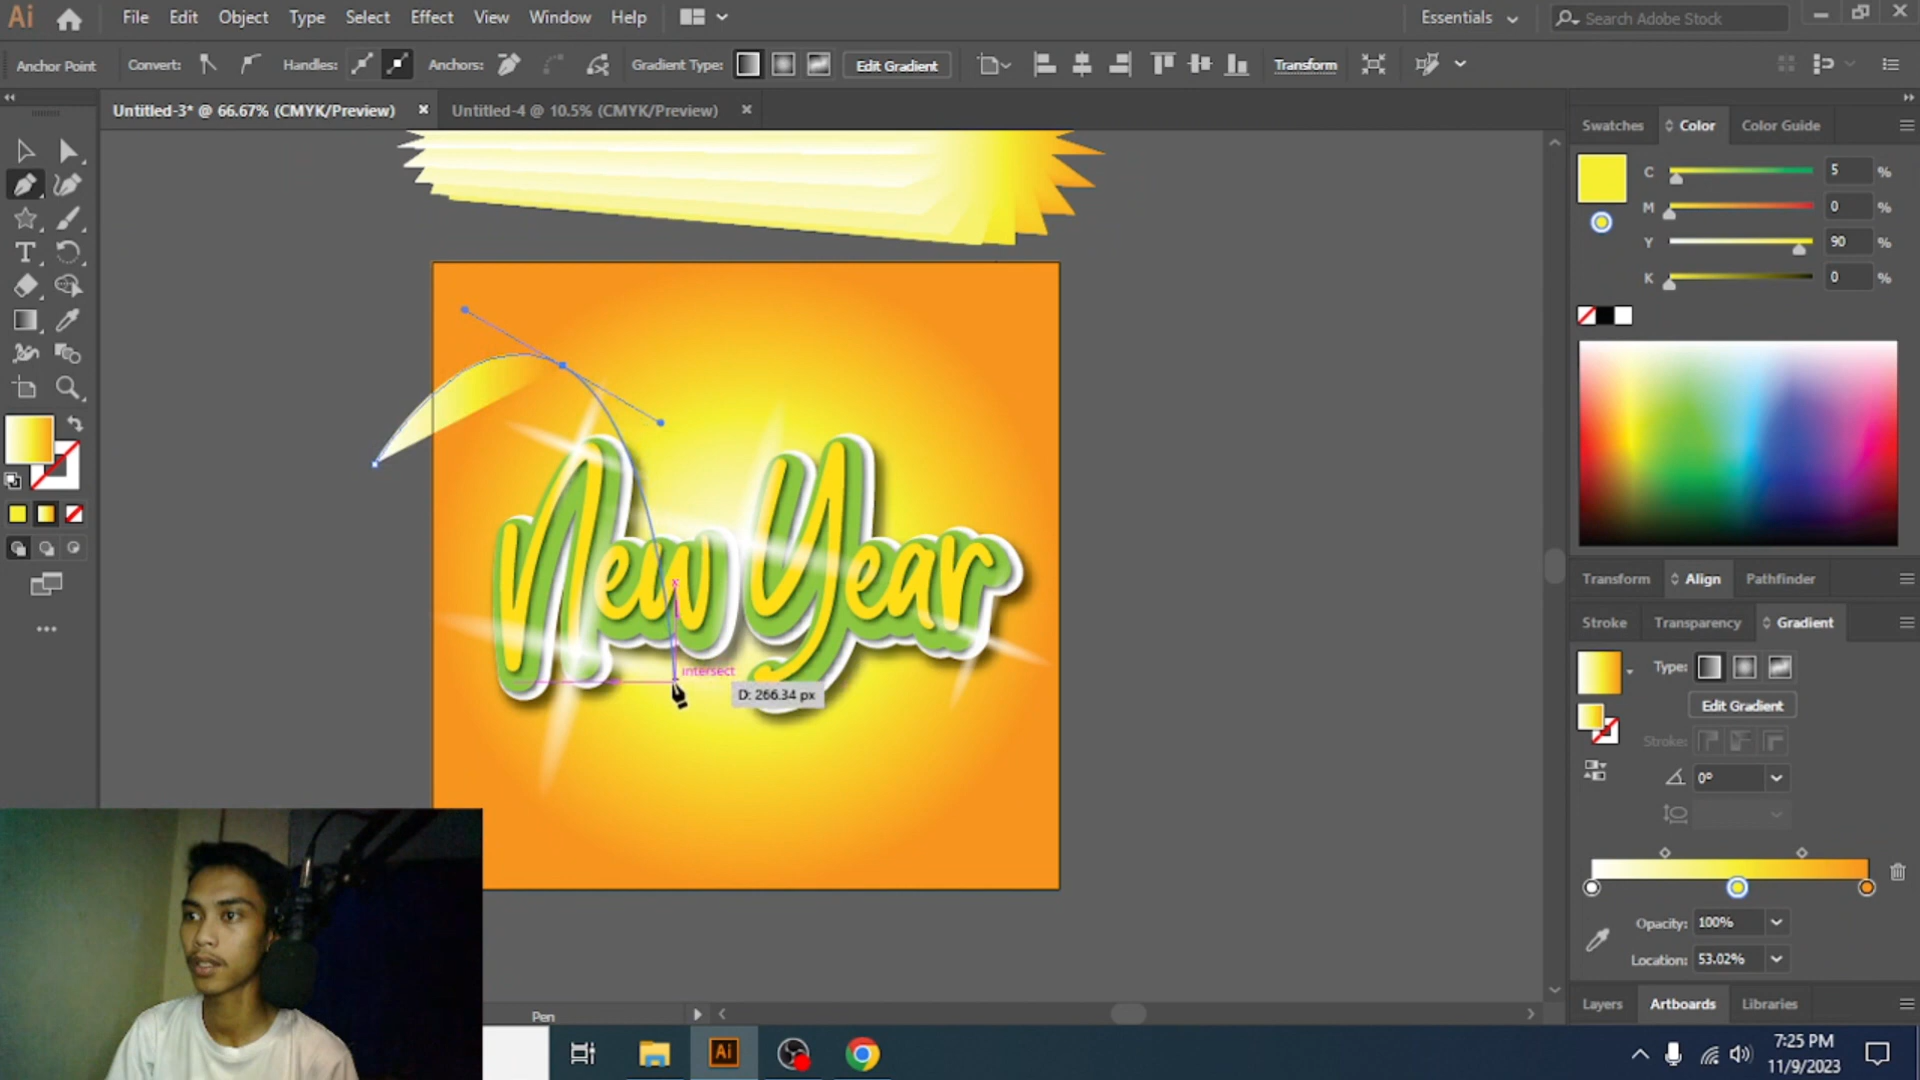 Ai File Edit Object Type Select Effect View Window Help Essentials Search Adobe Stock
Anchor Point Convert: Handles: Anchors: Gradient Type: Edit Gradient Transform
Untitled-3* @ 66.67% (CMYK/Preview) Untitled-4 @ 10.5% (CMYK/Preview)
Swatches Color Color Guide
C 5 %
M 0 %
Y 90 %
K 0 %
New Year
intersect
D: 266.34 px
Transform Align Pathfinder
Stroke Transparency Gradient
Type:
Edit Gradient
Stroke:
0°
Opacity: 100%
Location: 53.02%
Layers Artboards Libraries
Pen
Ai
7:25 PM
11/9/2023